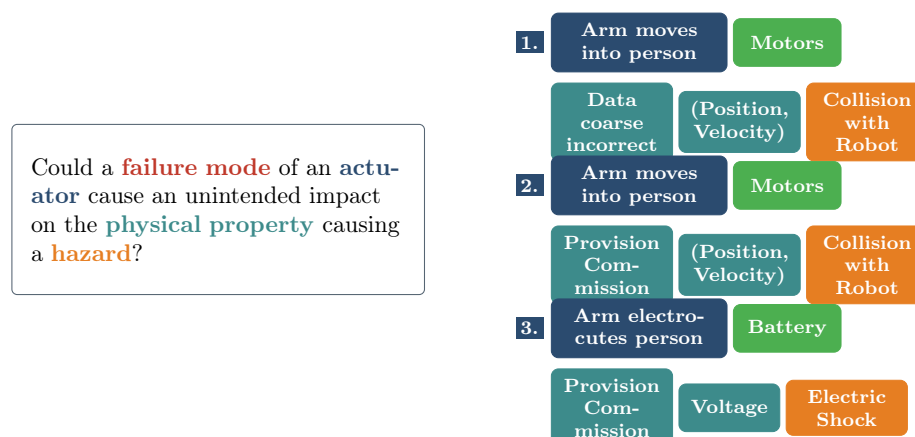 Could a failure mode of an actu-
ator cause an unintended impact
on the physical property causing
a hazard?
1.
Arm moves
into person
Motors
Data
coarse
incorrect
(Position,
Velocity)
Collision
with
Robot
2.
Arm moves
into person
Motors
Provision
Com-
mission
(Position,
Velocity)
Collision
with
Robot
3.
Arm electro-
cutes person
Battery
Provision
Com-
mission
Voltage
Electric
Shock